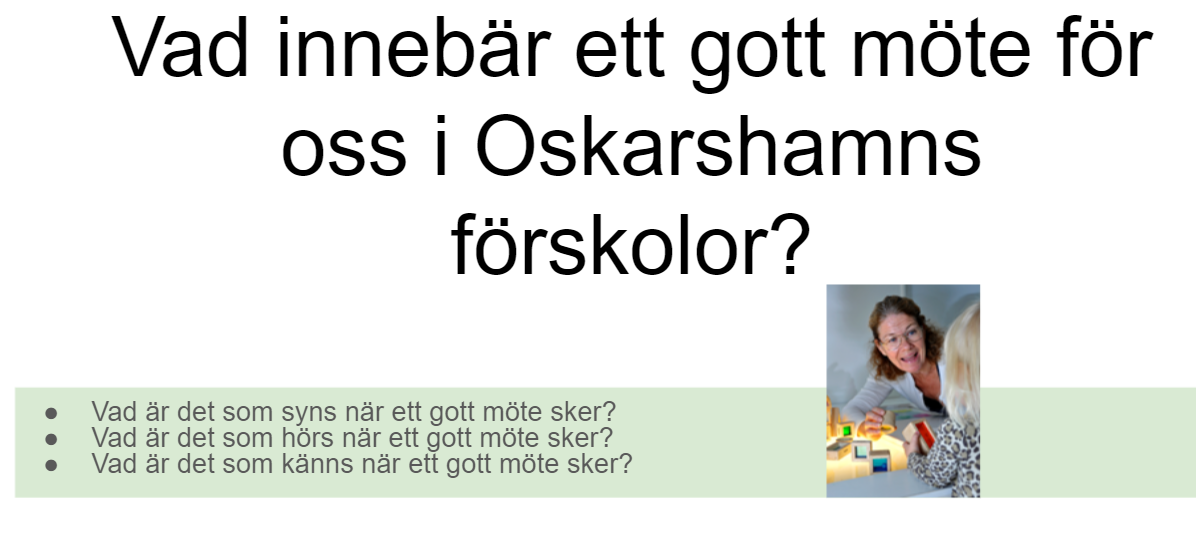 Vad innebär ett gott möte för
oss i Oskarshamns
förskolor?
● Vad är det som syns när ett gott möte sker?
● Vad är det som hörs när ett gott möte sker?
● Vad är det som känns när ett gott möte sker?